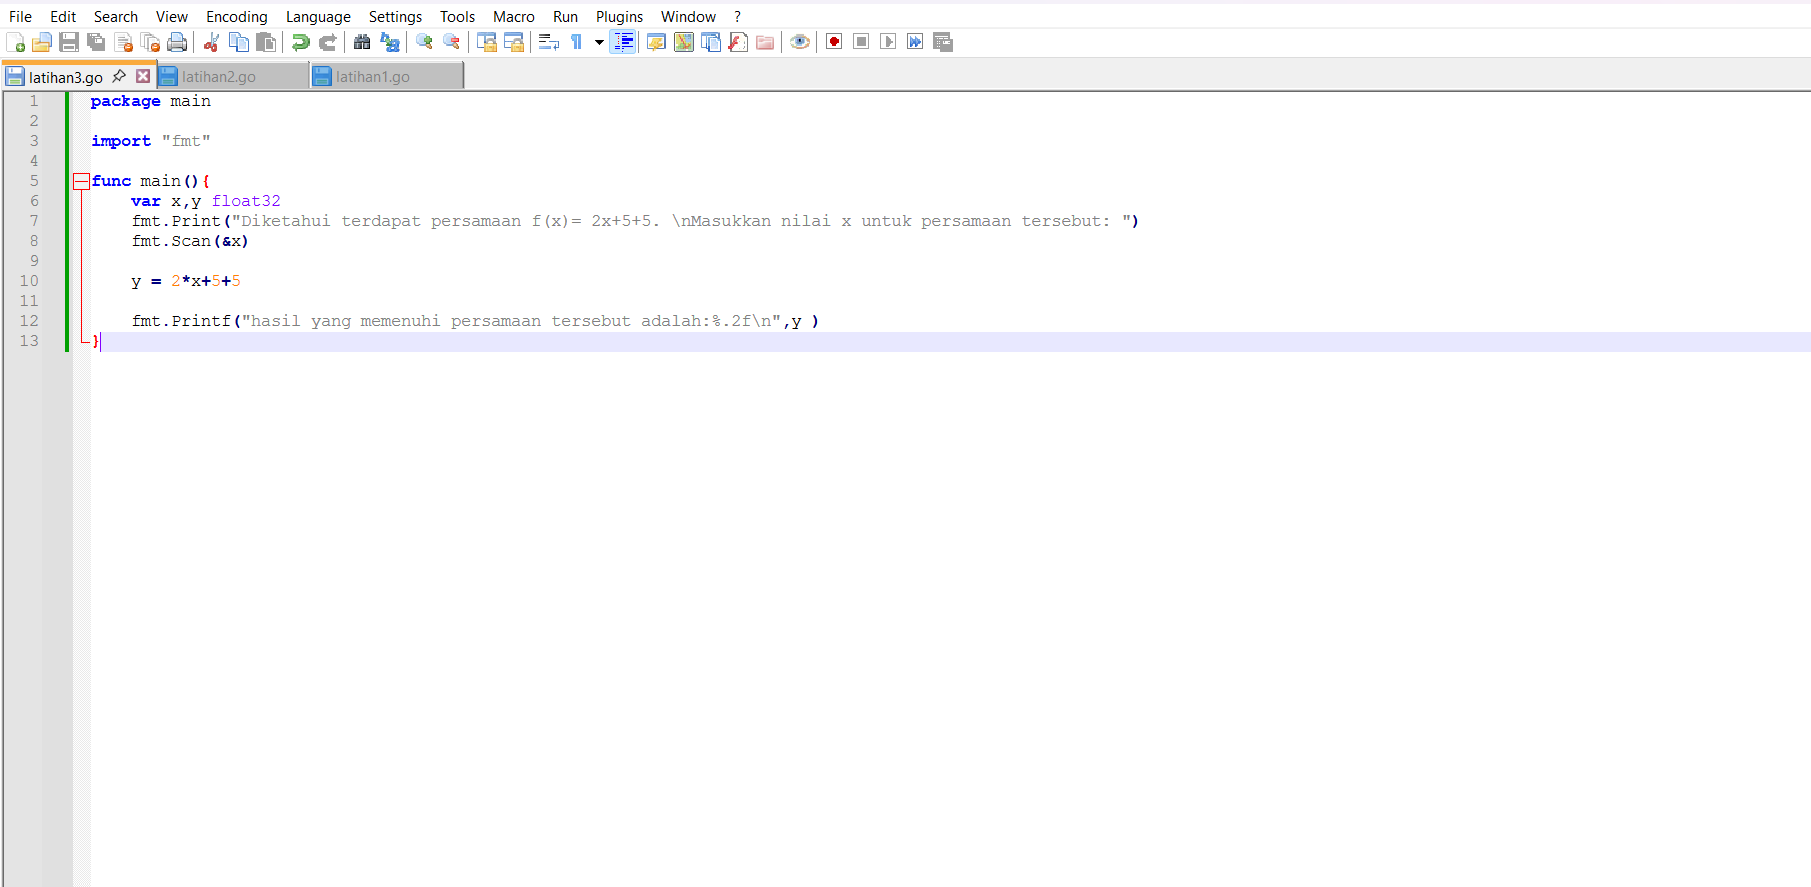 File Edit Search View Encoding Language Settings Tools Macro Run Plugins Window ?
latihan3.go latihan2.go latihan1.go
1 package main
2
3 import "fmt"
4
5 func main(){
6 var x,y float32
7 fmt.Print("Diketahui terdapat persamaan f(x)= 2x+5+5. \nMasukkan nilai x untuk persamaan tersebut: ")
8 fmt.Scan(&x)
9
10 y = 2*x+5+5
11
12 fmt.Printf("hasil yang memenuhi persamaan tersebut adalah:%.2f\n",y )
13 }